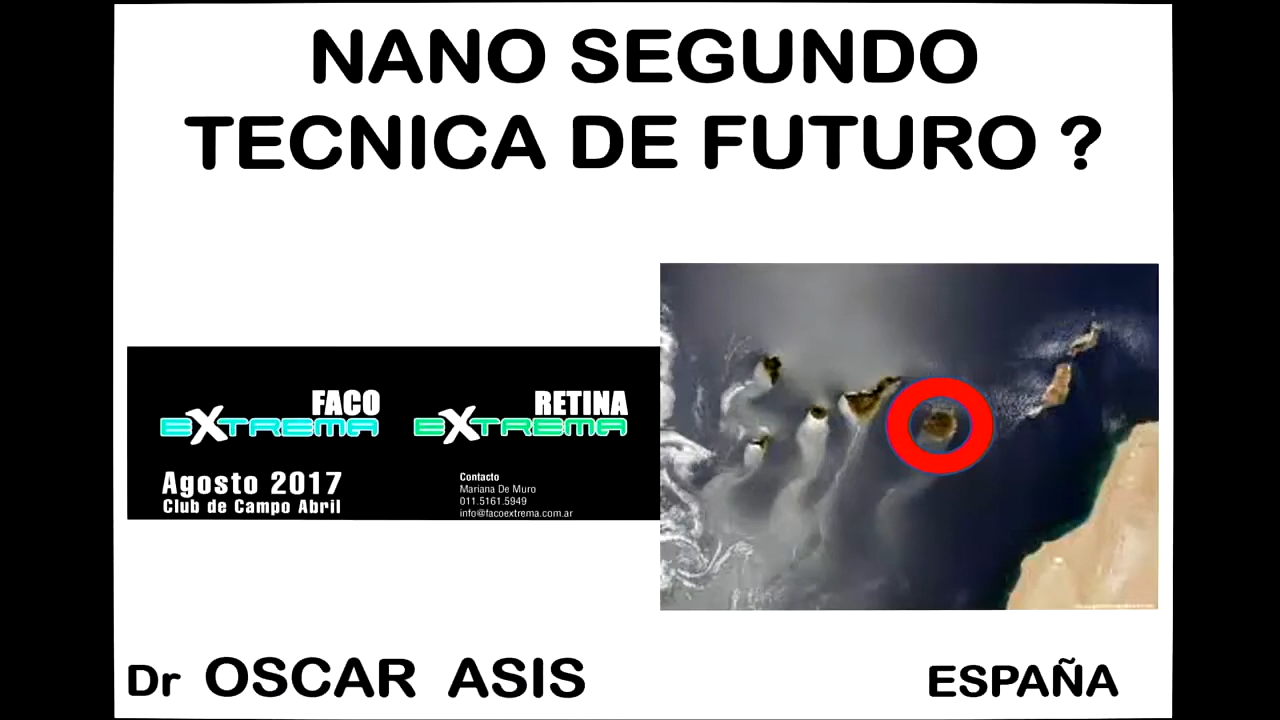 NANO SEGUNDO
TECNICA DE FUTURO ?
FACO
EXTREMA
RETINA
EXTREMA
Agosto 2017
Club de Campo Abril
Contacto
Mariana De Muro
011.5161.5949
info@facoextrema.com.ar
Dr OSCAR ASIS
ESPAÑA